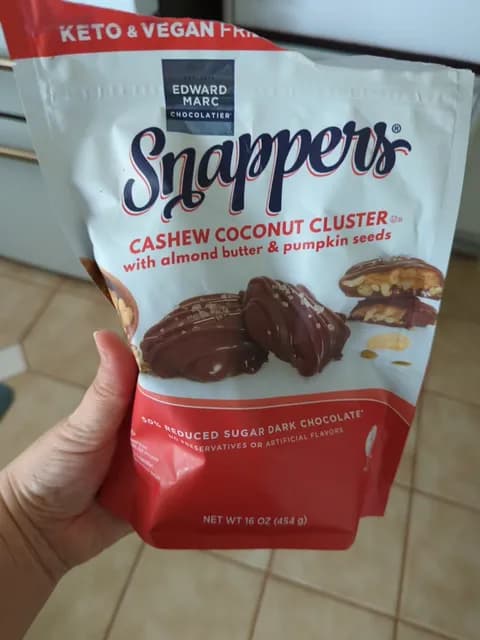 KETO & VEGAN FRI
EDWARD
MARC
CHOCOLATIER
Snappers®
CASHEW COCONUT CLUSTER
with almond butter & pumpkin seeds
50% REDUCED SUGAR DARK CHOCOLATE*
NO PRESERVATIVES OR ARTIFICIAL FLAVORS
NET WT 16 OZ (454 g)